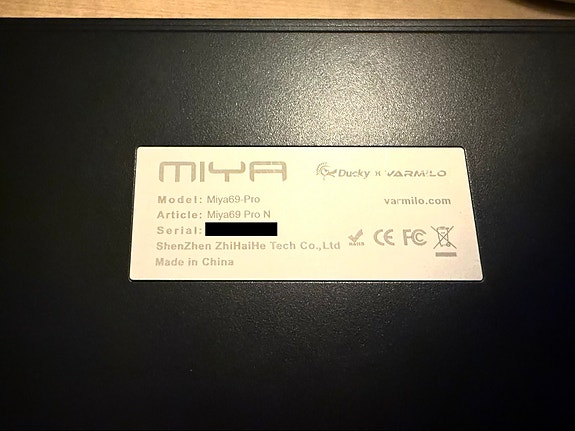 MIYA
Ducky x VARMILO
Model: Miya69-Pro
varmilo.com
Article: Miya69 Pro N
Serial:
ShenZhen ZhiHaiHe Tech Co.,Ltd
RoHS CE FC
Made in China